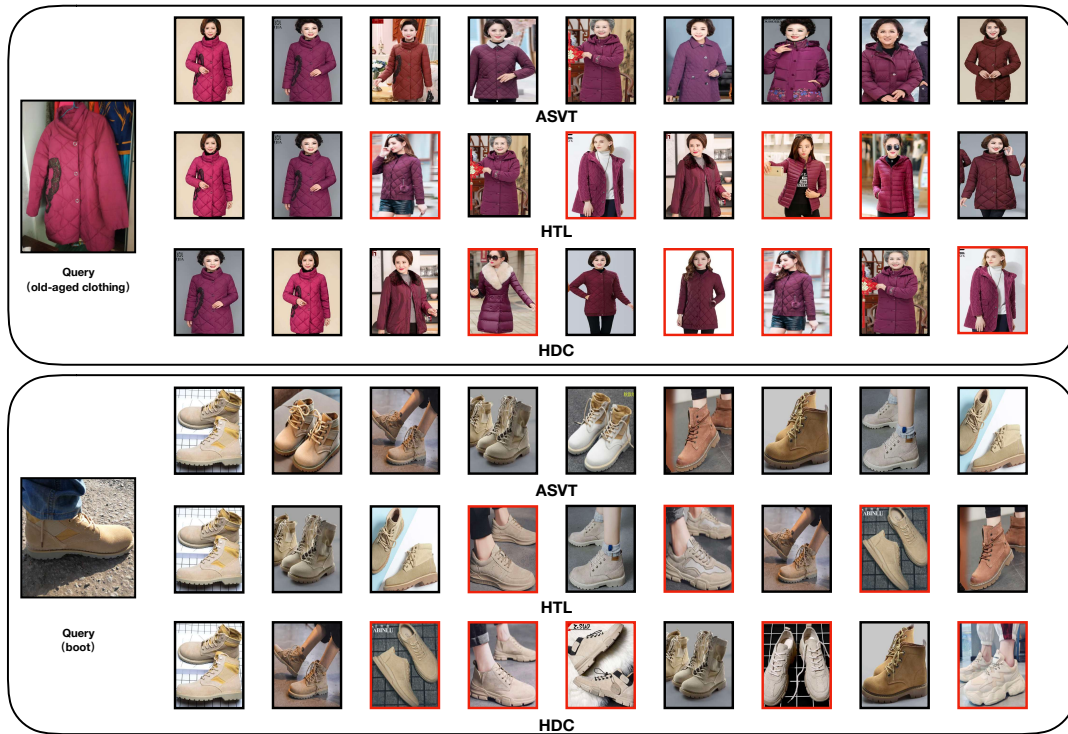 ASVT
HTL
Query
(old-aged clothing)
HDC
ASVT
HTL
Query
(boot)
HDC